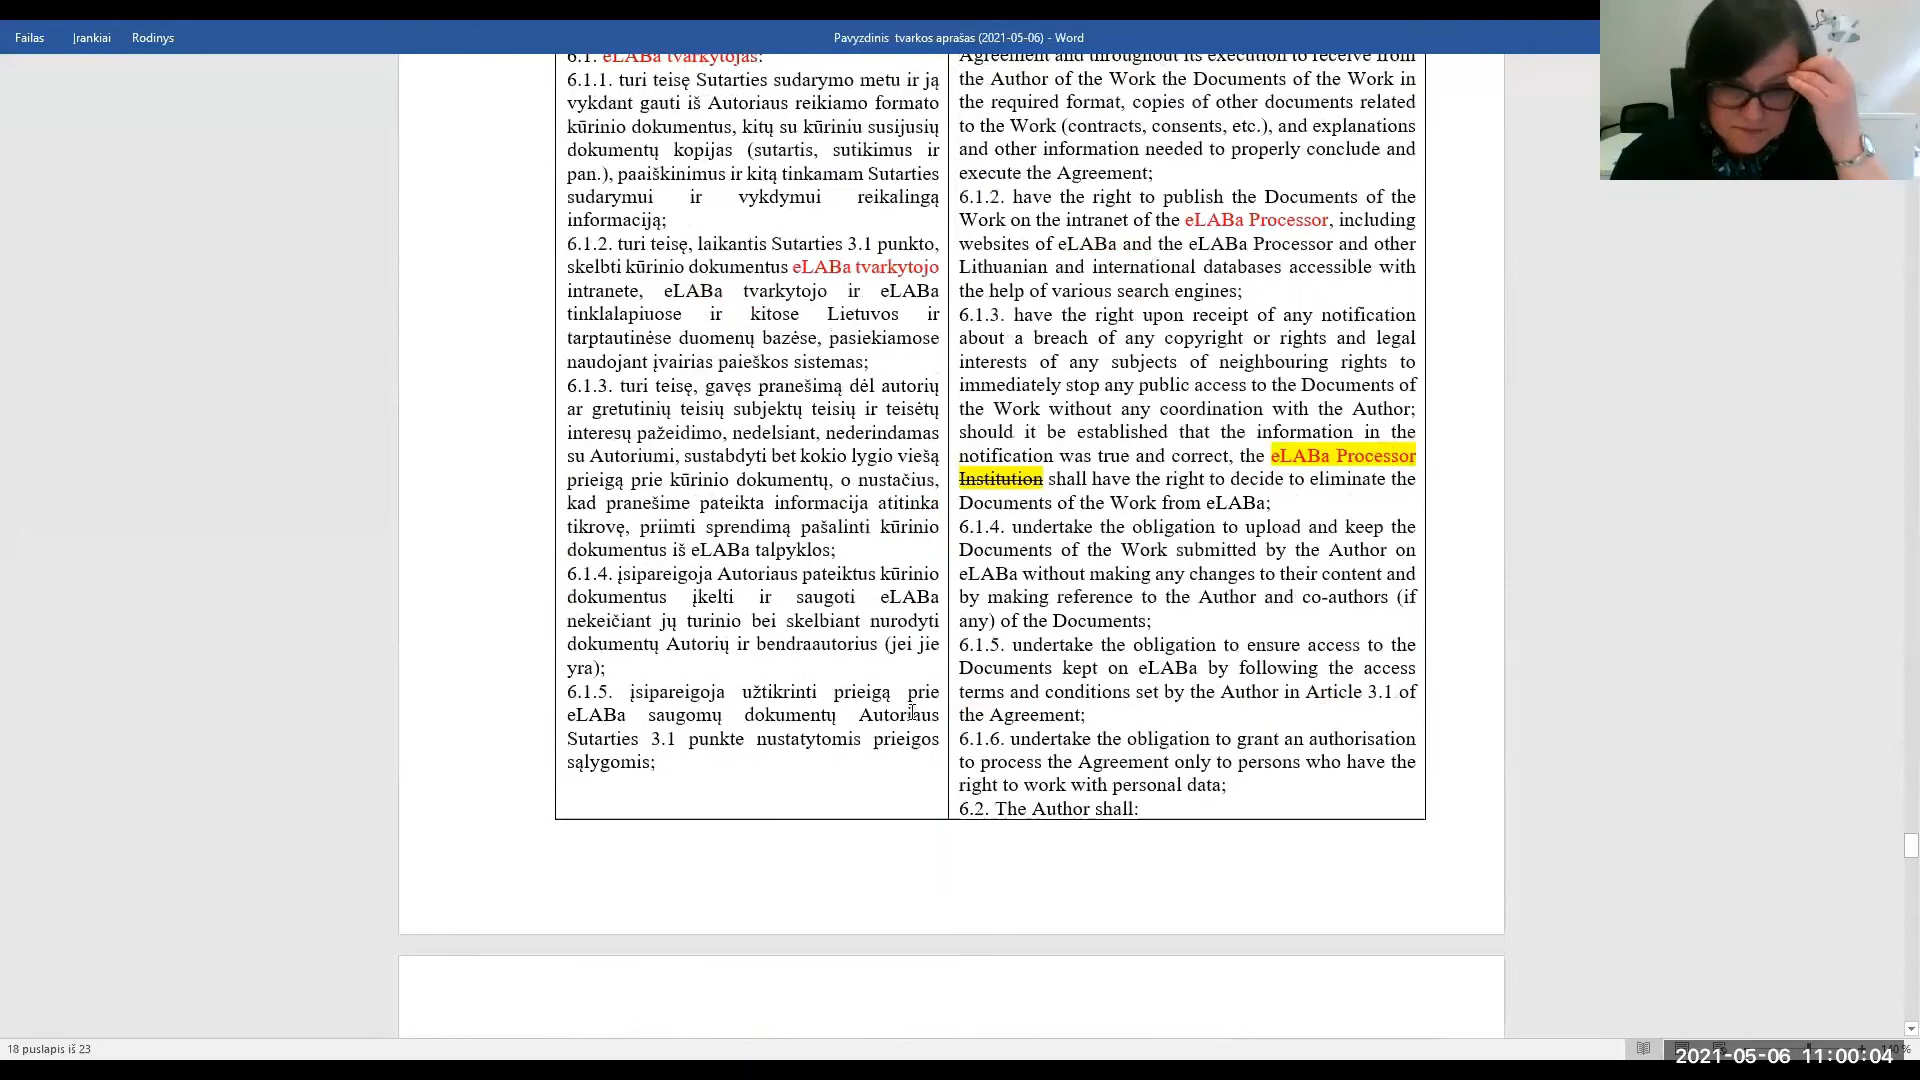 Failas Įrankiai Rodinys
Pavyzdinis tvarkos aprašas (2021-05-06) - Word
6.1. eLABa tvarkytojas:
6.1.1. turi teisę Sutarties sudarymo metu ir ją
vykdant gauti iš Autoriaus reikiamo formato
kūrinio dokumentus, kitų su kūriniu susijusių
dokumentų kopijas (sutartis, sutikimus ir
pan.), paaiškinimus ir kitą tinkamam Sutarties
sudarymui ir vykdymui reikalingą
informaciją;
6.1.2. turi teisę, laikantis Sutarties 3.1 punkto,
skelbti kūrinio dokumentus eLABa tvarkytojo
intranete, eLABa tvarkytojo ir eLABa
tinklalapiuose ir kitose Lietuvos ir
tarptautinėse duomenų bazėse, pasiekiamose
naudojant įvairias paieškos sistemas;
6.1.3. turi teisę, gavęs pranešimą dėl autorių
ar gretutinių teisių subjektų teisių ir teisėtų
interesų pažeidimo, nedelsiant, nederindamas
su Autoriumi, sustabdyti bet kokio lygio viešą
prieigą prie kūrinio dokumentų, o nustačius,
kad pranešime pateikta informacija atitinka
tikrovę, priimti sprendimą pašalinti kūrinio
dokumentus iš eLABa talpyklos;
6.1.4. įsipareigoja Autoriaus pateiktus kūrinio
dokumentus įkelti ir saugoti eLABa
nekeičiant jų turinio bei skelbiant nurodyti
dokumentų Autorių ir bendraautorius (jei jie
yra);
6.1.5. įsipareigoja užtikrinti prieigą prie
eLABa saugomų dokumentų Autoriaus
Sutarties 3.1 punkte nustatytomis prieigos
sąlygomis;
Agreement and throughout its execution to receive from
the Author of the Work the Documents of the Work in
the required format, copies of other documents related
to the Work (contracts, consents, etc.), and explanations
and other information needed to properly conclude and
execute the Agreement;
6.1.2. have the right to publish the Documents of the
Work on the intranet of the eLABa Processor, including
websites of eLABa and the eLABa Processor and other
Lithuanian and international databases accessible with
the help of various search engines;
6.1.3. have the right upon receipt of any notification
about a breach of any copyright or rights and legal
interests of any subjects of neighbouring rights to
immediately stop any public access to the Documents of
the Work without any coordination with the Author;
should it be established that the information in the
notification was true and correct, the eLABa Processor
Institution shall have the right to decide to eliminate the
Documents of the Work from eLABa;
6.1.4. undertake the obligation to upload and keep the
Documents of the Work submitted by the Author on
eLABa without making any changes to their content and
by making reference to the Author and co-authors (if
any) of the Documents;
6.1.5. undertake the obligation to ensure access to the
Documents kept on eLABa by following the access
terms and conditions set by the Author in Article 3.1 of
the Agreement;
6.1.6. undertake the obligation to grant an authorisation
to process the Agreement only to persons who have the
right to work with personal data;
6.2. The Author shall:
18 puslapis iš 23
2021-05-06 11:00:04